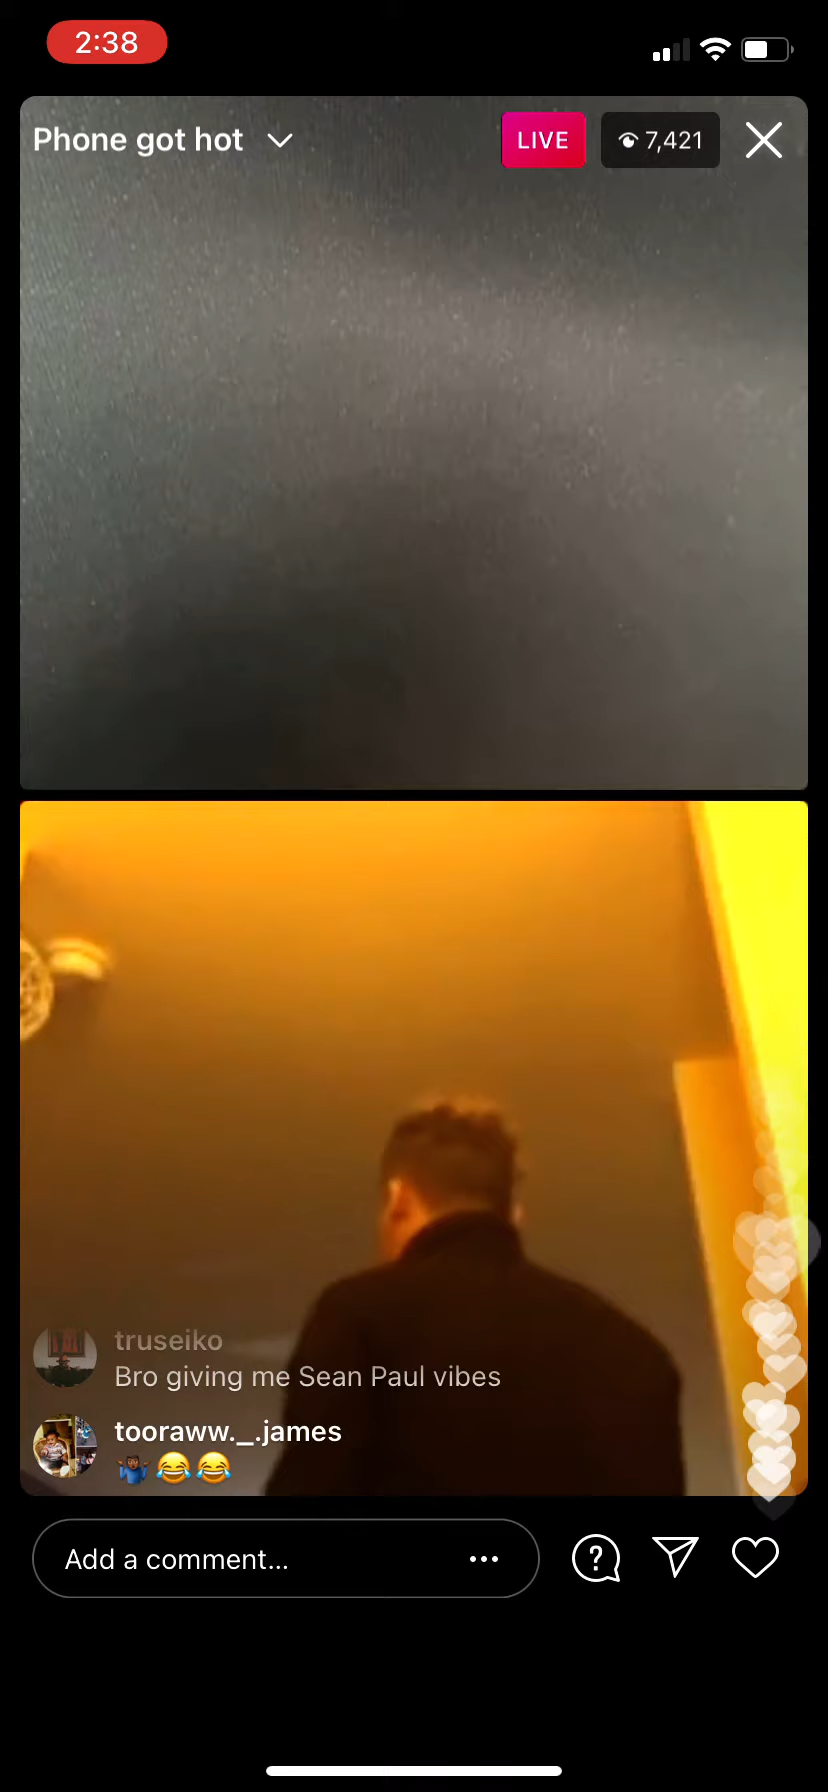 2:38
Phone got hot
LIVE
7,421
truseiko
Bro giving me Sean Paul vibes
tooraww._.james
🤷🏾‍♂️😂😂
Add a comment...